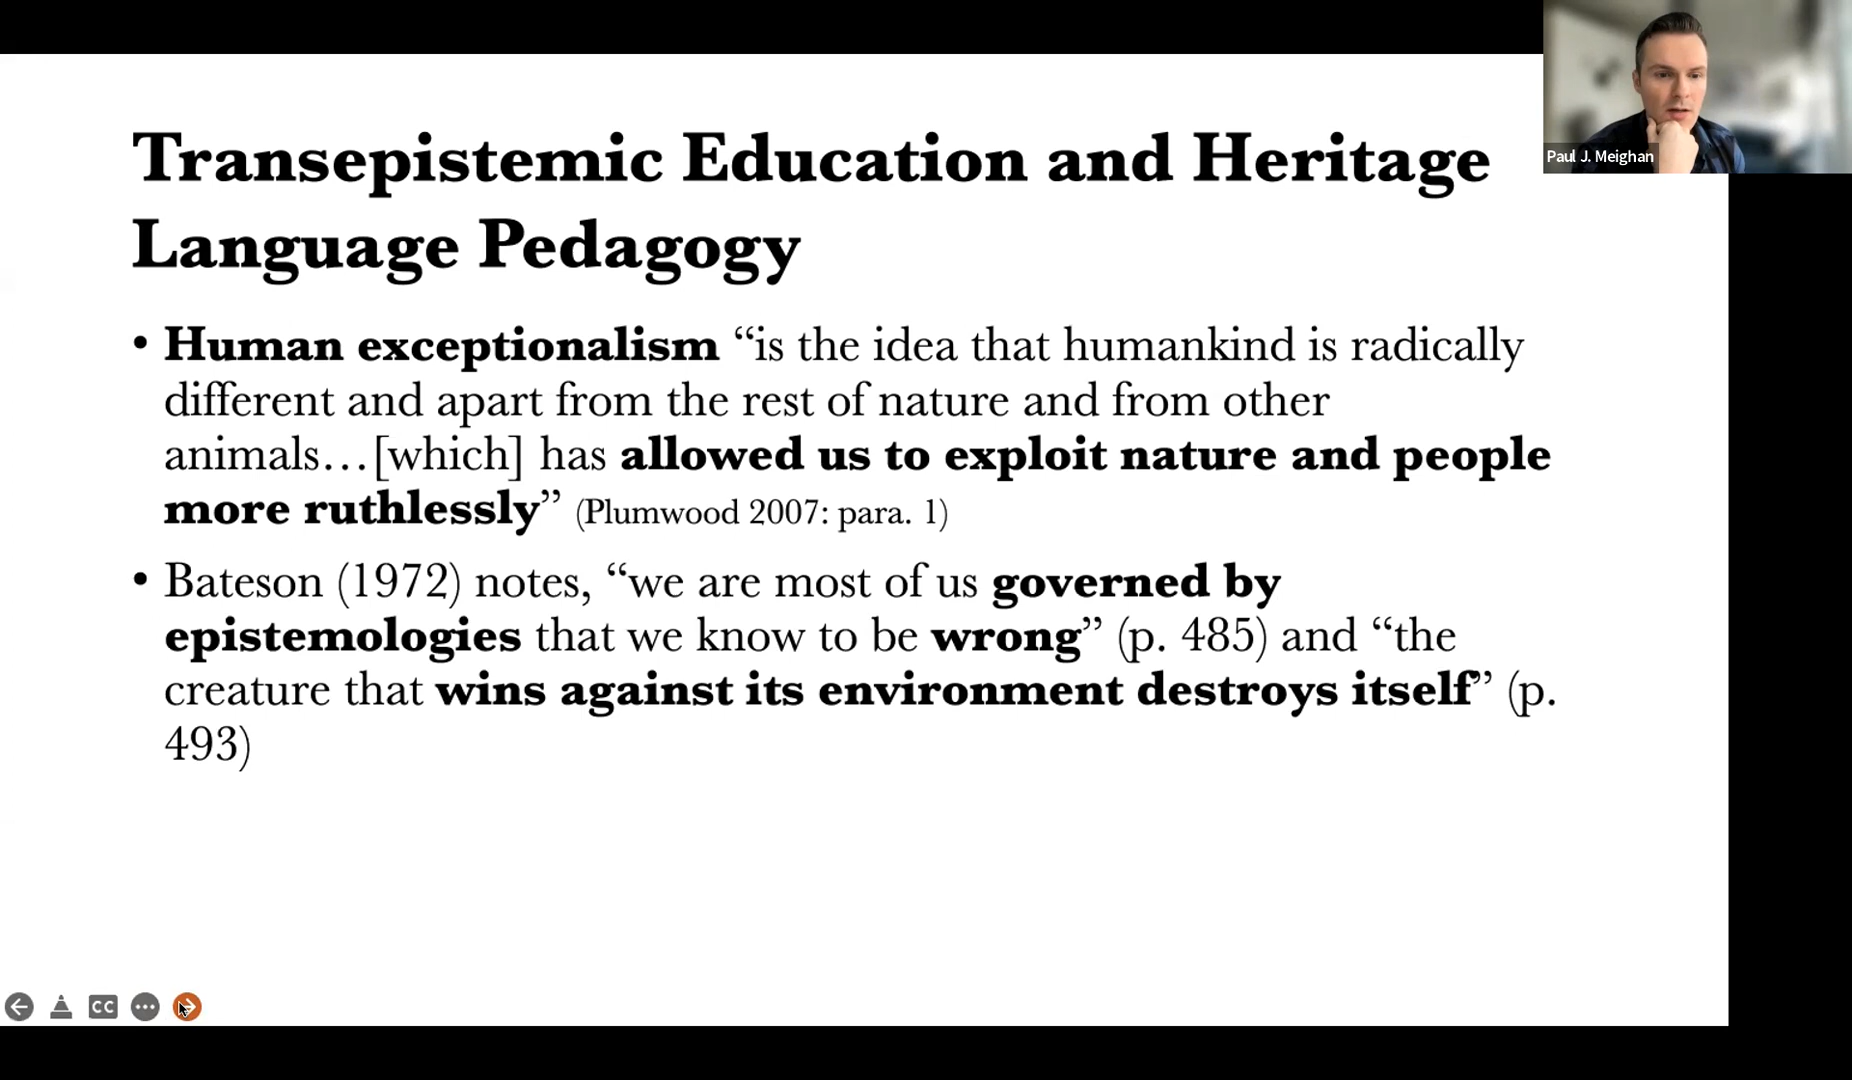 Transepistemic Education and Heritage
Language Pedagogy
• Human exceptionalism “is the idea that humankind is radically
different and apart from the rest of nature and from other
animals…[which] has allowed us to exploit nature and people
more ruthlessly” (Plumwood 2007: para. 1)
• Bateson (1972) notes, “we are most of us governed by
epistemologies that we know to be wrong” (p. 485) and “the
creature that wins against its environment destroys itself” (p.
493)
Paul J. Meighan
CC